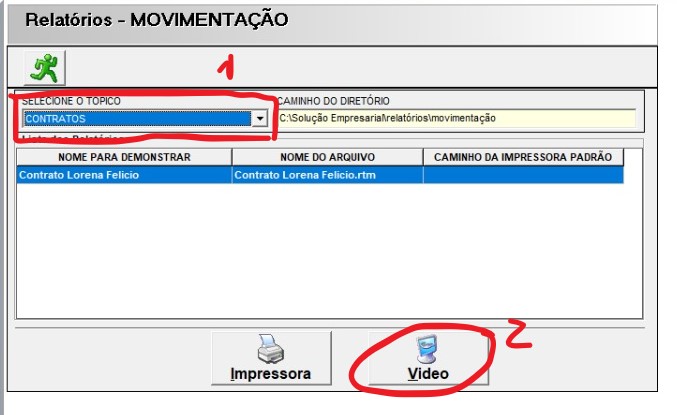 Relatórios - MOVIMENTAÇÃO
1
SELECIONE O TÓPICO
CAMINHO DO DIRETÓRIO
CONTRATOS
C:\Solução Empresarial\relatórios\movimentação
Lista dos Relatórios
NOME PARA DEMONSTRAR
NOME DO ARQUIVO
CAMINHO DA IMPRESSORA PADRÃO
Contrato Lorena Felicio
Contrato Lorena Felicio.rtm
2
Impressora
Video